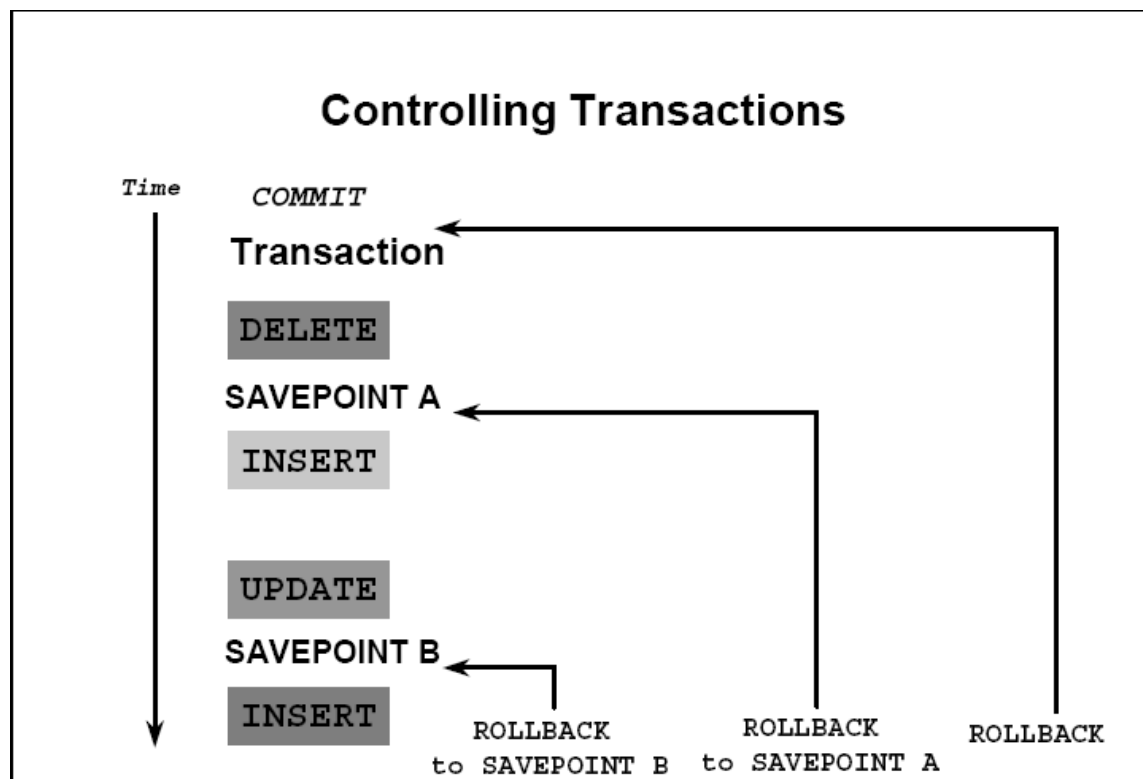 Controlling Transactions
Time
COMMIT
Transaction
DELETE
SAVEPOINT A
INSERT
UPDATE
SAVEPOINT B
INSERT
ROLLBACK
to SAVEPOINT B
ROLLBACK
to SAVEPOINT A
ROLLBACK